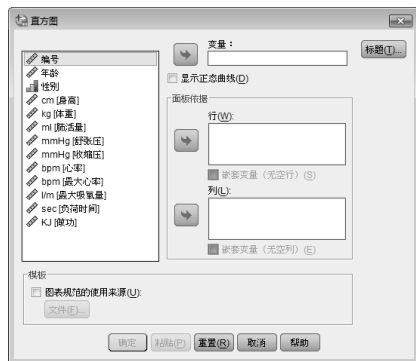 直方图
编号
年龄
性别
cm [身高]
kg [体重]
ml [肺活量]
mmHg [舒张压]
mmHg [收缩压]
bpm [心率]
bpm [最大心率]
l/m [最大吸氧量]
sec [负荷时间]
KJ [做功]
变量：
标题(T)...
显示正态曲线(D)
面板依据
行(W):
嵌套变量（无空行）(S)
列(L):
嵌套变量（无空列）(E)
模板
图表规范的使用来源(U):
文件(F)...
确定 粘贴(P) 重置(R) 取消 帮助